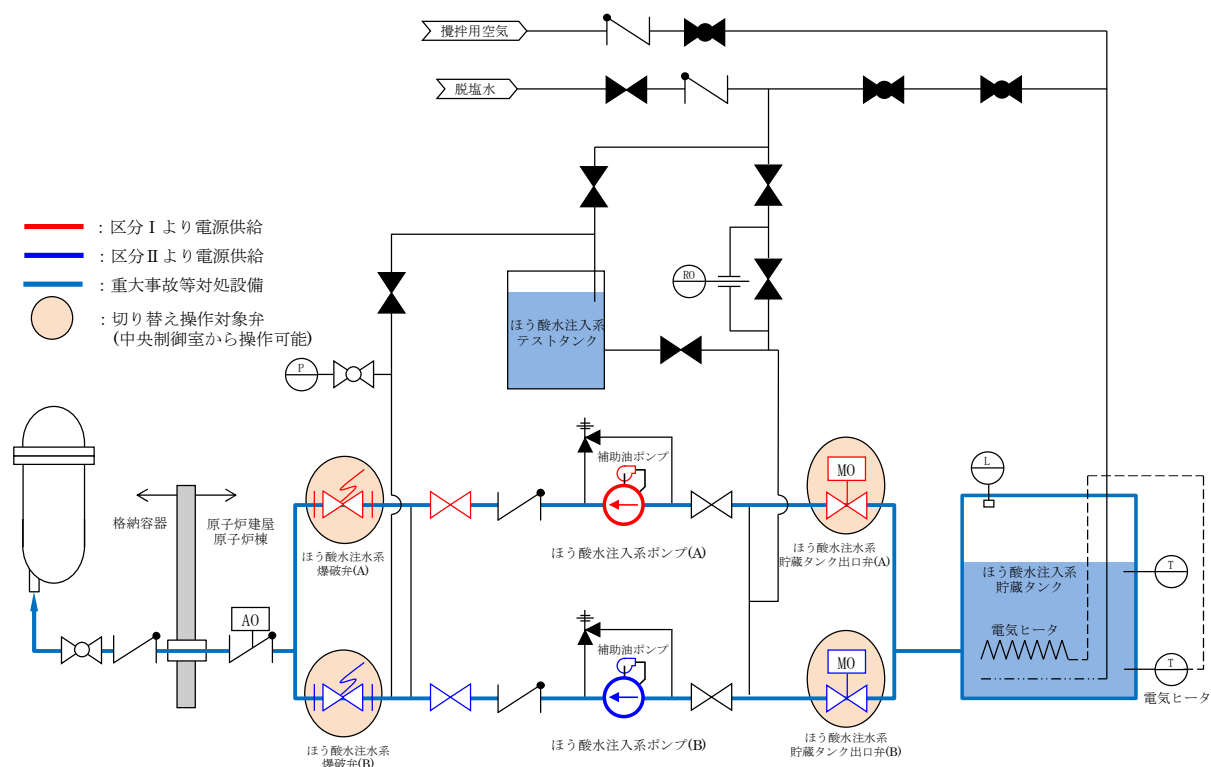 攪拌用空気
脱塩水
：区分Ⅰより電源供給
：区分Ⅱより電源供給
：重大事故等対処設備
：切り替え操作対象弁
(中央制御室から操作可能)
RO
ほう酸水注入系
テストタンク
P
補助油ポンプ
MO
L
格納容器
原子炉建屋
原子炉棟
ほう酸水注水系
爆破弁(A)
ほう酸水注入系ポンプ(A)
ほう酸水注水系
貯蔵タンク出口弁(A)
ほう酸水注入系
貯蔵タンク
T
電気ヒータ
AO
補助油ポンプ
MO
T
電気ヒータ
ほう酸水注水系
爆破弁(B)
ほう酸水注入系ポンプ(B)
ほう酸水注水系
貯蔵タンク出口弁(B)